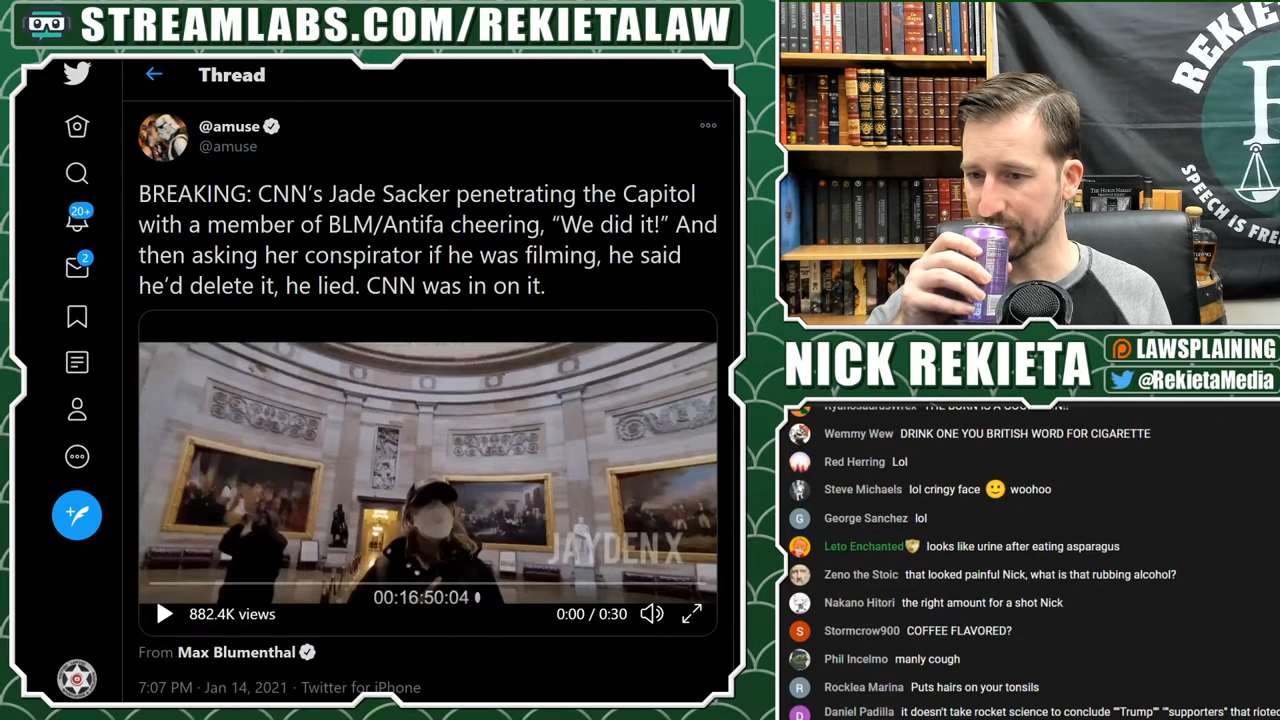 STREAMLABS.COM/REKIETALAW
Thread
@amuse
@amuse
BREAKING: CNN’s Jade Sacker penetrating the Capitol
with a member of BLM/Antifa cheering, “We did it!” And
then asking her conspirator if he was filming, he said
he’d delete it, he lied. CNN was in on it.
20+
2
JAYDEN X
00:16:50:04
882.4K views
0:00 / 0:30
From Max Blumenthal
7:07 PM · Jan 14, 2021 · Twitter for iPhone
REKIETA
SPEECH IS FREE
NICK REKIETA
LAWSPLAINING
@RekietaMedia
Wemmy Wew DRINK ONE YOU BRITISH WORD FOR CIGARETTE
Red Herring Lol
Steve Michaels lol cringy face woohoo
George Sanchez lol
Leto Enchanted looks like urine after eating asparagus
Zeno the Stoic that looked painful Nick, what is that rubbing alcohol?
Nakano Hitori the right amount for a shot Nick
Stormcrow900 COFFEE FLAVORED?
Phil Incelmo manly cough
Rocklea Marina Puts hairs on your tonsils
Daniel Padilla it doesn't take rocket science to conclude "'Trump'" '"supporters" that rioted